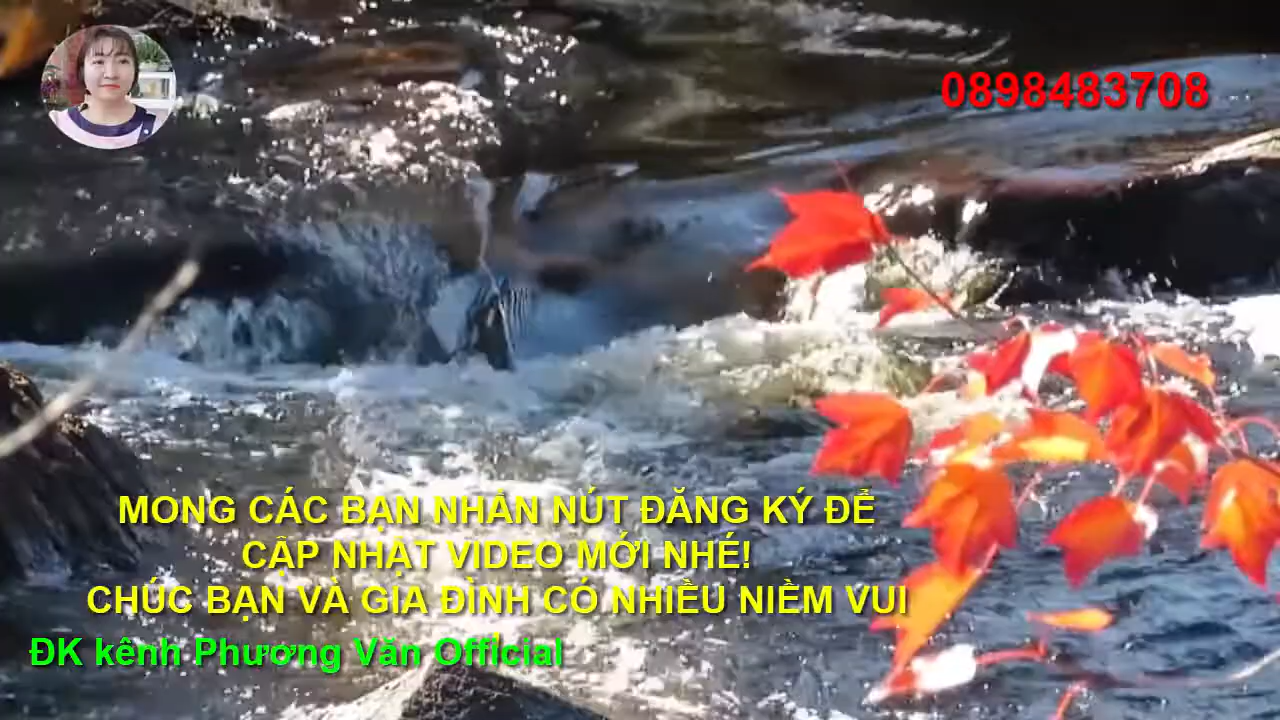 0898483708
MONG CÁC BẠN NHẤN NÚT ĐĂNG KÝ ĐỂ
CẬP NHẬT VIDEO MỚI NHÉ!
CHÚC BẠN VÀ GIA ĐÌNH CÓ NHIỀU NIỀM VUI
ĐK kênh Phương Văn Official